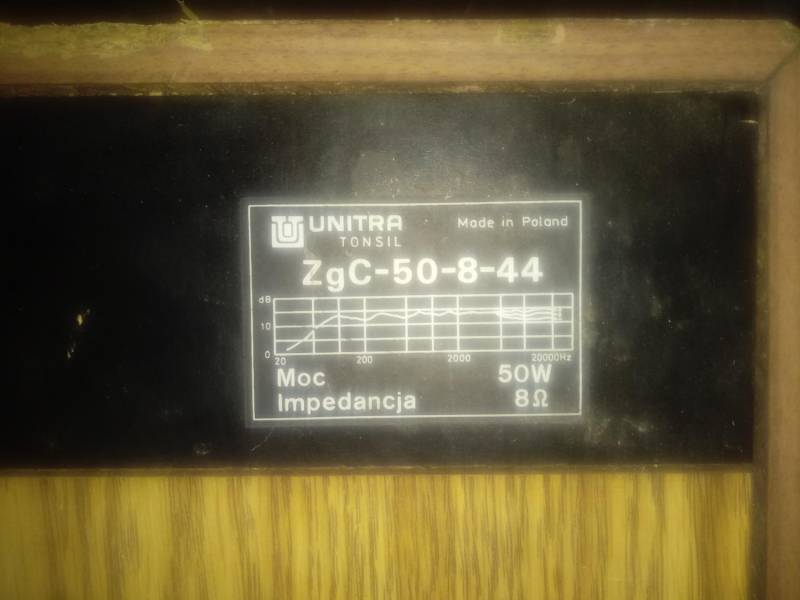 UNITRA
TONSIL
Made in Poland
ZgC-50-8-44
dB
10
0
20 200 2000 20000Hz
Moc 50W
Impedancja 8Ω